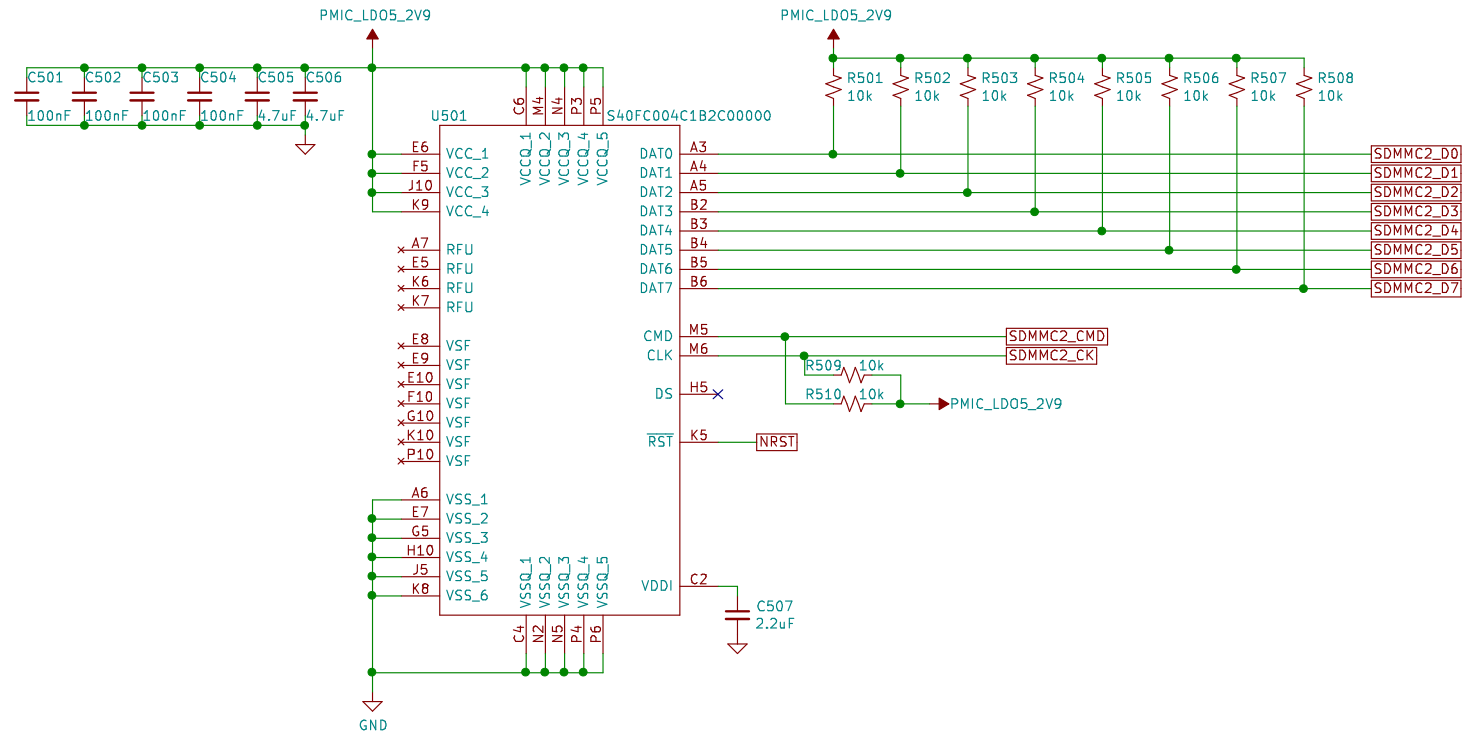 PMIC_LDO5_2V9
PMIC_LDO5_2V9
C501
100nF
C502
100nF
C503
100nF
C504
100nF
C505
4.7uF
C506
4.7uF
R501
10k
R502
10k
R503
10k
R504
10k
R505
10k
R506
10k
R507
10k
R508
10k
U501
S40FC004C1B2C00000
C6
M4
N4
P3
P5
VCCQ_1
VCCQ_2
VCCQ_3
VCCQ_4
VCCQ_5
E6 VCC_1
F5 VCC_2
J10 VCC_3
K9 VCC_4
A7 RFU
E5 RFU
K6 RFU
K7 RFU
E8 VSF
E9 VSF
E10 VSF
F10 VSF
G10 VSF
K10 VSF
P10 VSF
A6 VSS_1
E7 VSS_2
G5 VSS_3
H10 VSS_4
J5 VSS_5
K8 VSS_6
VSSQ_1
VSSQ_2
VSSQ_3
VSSQ_4
VSSQ_5
C4
N2
N5
P4
P6
DAT0 A3 SDMMC2_D0
DAT1 A4 SDMMC2_D1
DAT2 A5 SDMMC2_D2
DAT3 B2 SDMMC2_D3
DAT4 B3 SDMMC2_D4
DAT5 B4 SDMMC2_D5
DAT6 B5 SDMMC2_D6
DAT7 B6 SDMMC2_D7
CMD M5 SDMMC2_CMD
CLK M6 SDMMC2_CK
R509 10k
DS H5
R510 10k
PMIC_LDO5_2V9
RST K5 NRST
VDDI C2
C507
2.2uF
GND